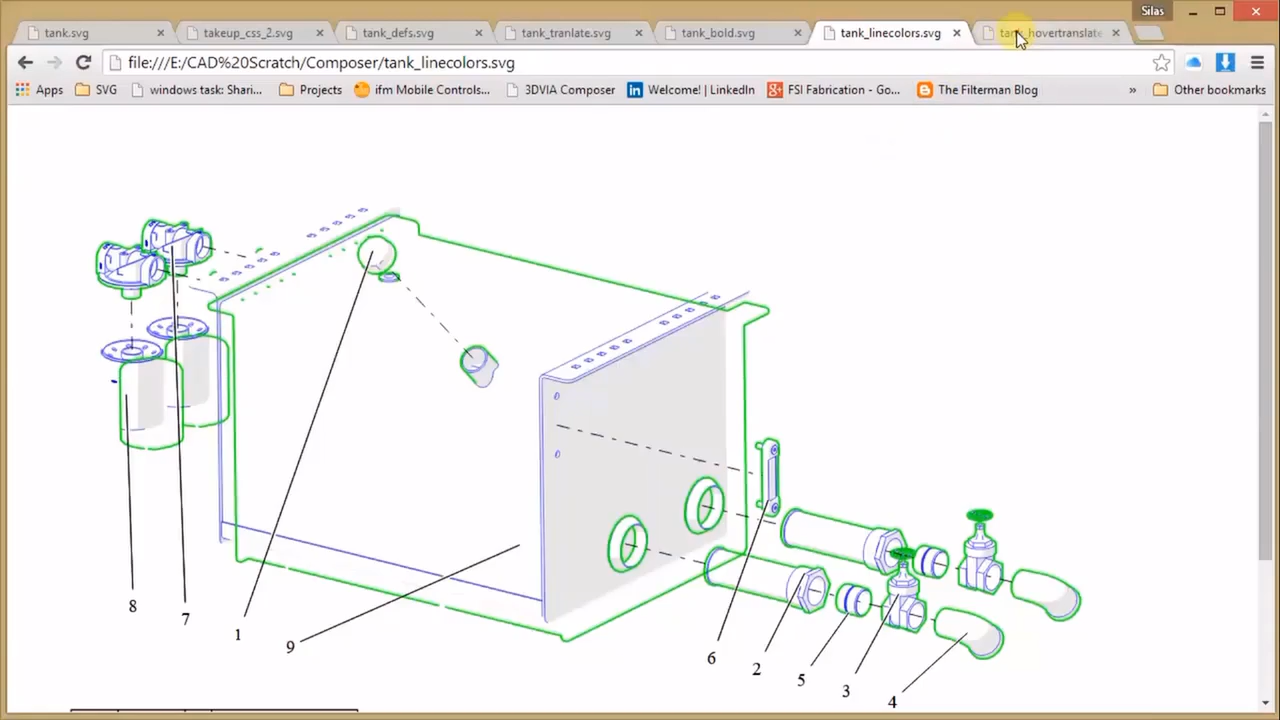 Silas
tank.svg takeup_css_2.svg tank_defs.svg tank_tranlate.svg tank_bold.svg tank_linecolors.svg tank_hovertranslate
file:///E:/CAD%20Scratch/Composer/tank_linecolors.svg
Apps SVG windows task: Shari... Projects ifm Mobile Controls... 3DVIA Composer in Welcome! | LinkedIn g+ FSI Fabrication - Go... The Filterman Blog » Other bookmarks
8
7
1
9
6
2
5
3
4